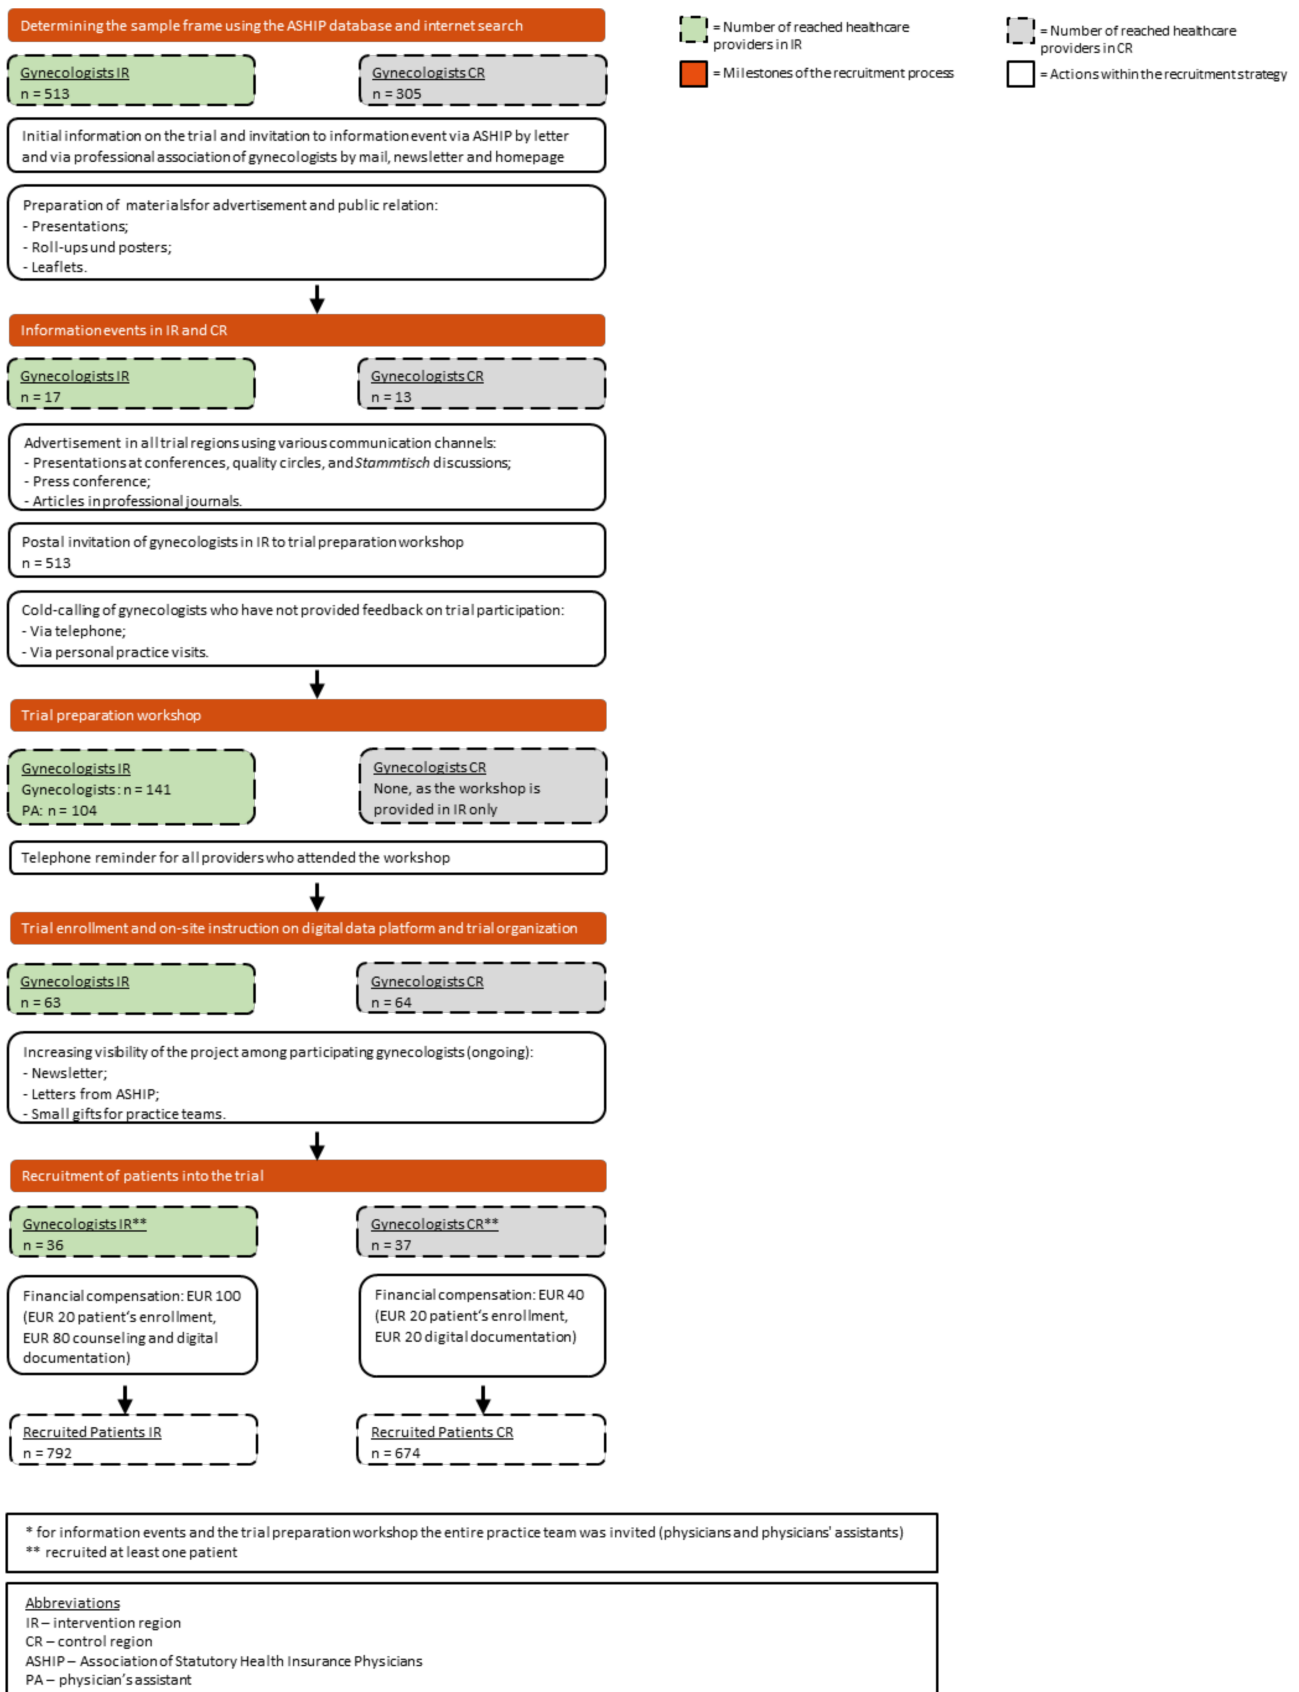 Determining the sample frame using the ASHIP database and internet search
= Number of reached healthcare
providers in IR
= Number of reached healthcare
providers in CR
= Milestones of the recruitment process
= Actions within the recruitment strategy
Gynecologists IR
n = 513
Gynecologists CR
n = 305
Initial information on the trial and invitation to information event via ASHIP by letter
and via professional association of gynecologists by mail, newsletter and homepage
Preparation of materials for advertisement and public relation:
- Presentations;
- Roll-ups und posters;
- Leaflets.
Information events in IR and CR
Gynecologists IR
n = 17
Gynecologists CR
n = 13
Advertisement in all trial regions using various communication channels:
- Presentations at conferences, quality circles, and Stammtisch discussions;
- Press conference;
- Articles in professional journals.
Postal invitation of gynecologists in IR to trial preparation workshop
n = 513
Cold-calling of gynecologists who have not provided feedback on trial participation:
- Via telephone;
- Via personal practice visits.
Trial preparation workshop
Gynecologists IR
Gynecologists: n = 141
PA: n = 104
Gynecologists CR
None, as the workshop is
provided in IR only
Telephone reminder for all providers who attended the workshop
Trial enrollment and on-site instruction on digital data platform and trial organization
Gynecologists IR
n = 63
Gynecologists CR
n = 64
Increasing visibility of the project among participating gynecologists (ongoing):
- Newsletter;
- Letters from ASHIP;
- Small gifts for practice teams.
Recruitment of patients into the trial
Gynecologists IR**
n = 36
Gynecologists CR**
n = 37
Financial compensation: EUR 100
(EUR 20 patient's enrollment,
EUR 80 counseling and digital
documentation)
Financial compensation: EUR 40
(EUR 20 patient's enrollment,
EUR 20 digital documentation)
Recruited Patients IR
n = 792
Recruited Patients CR
n = 674
* for information events and the trial preparation workshop the entire practice team was invited (physicians and physicians' assistants)
** recruited at least one patient
Abbreviations
IR – intervention region
CR – control region
ASHIP – Association of Statutory Health Insurance Physicians
PA – physician's assistant